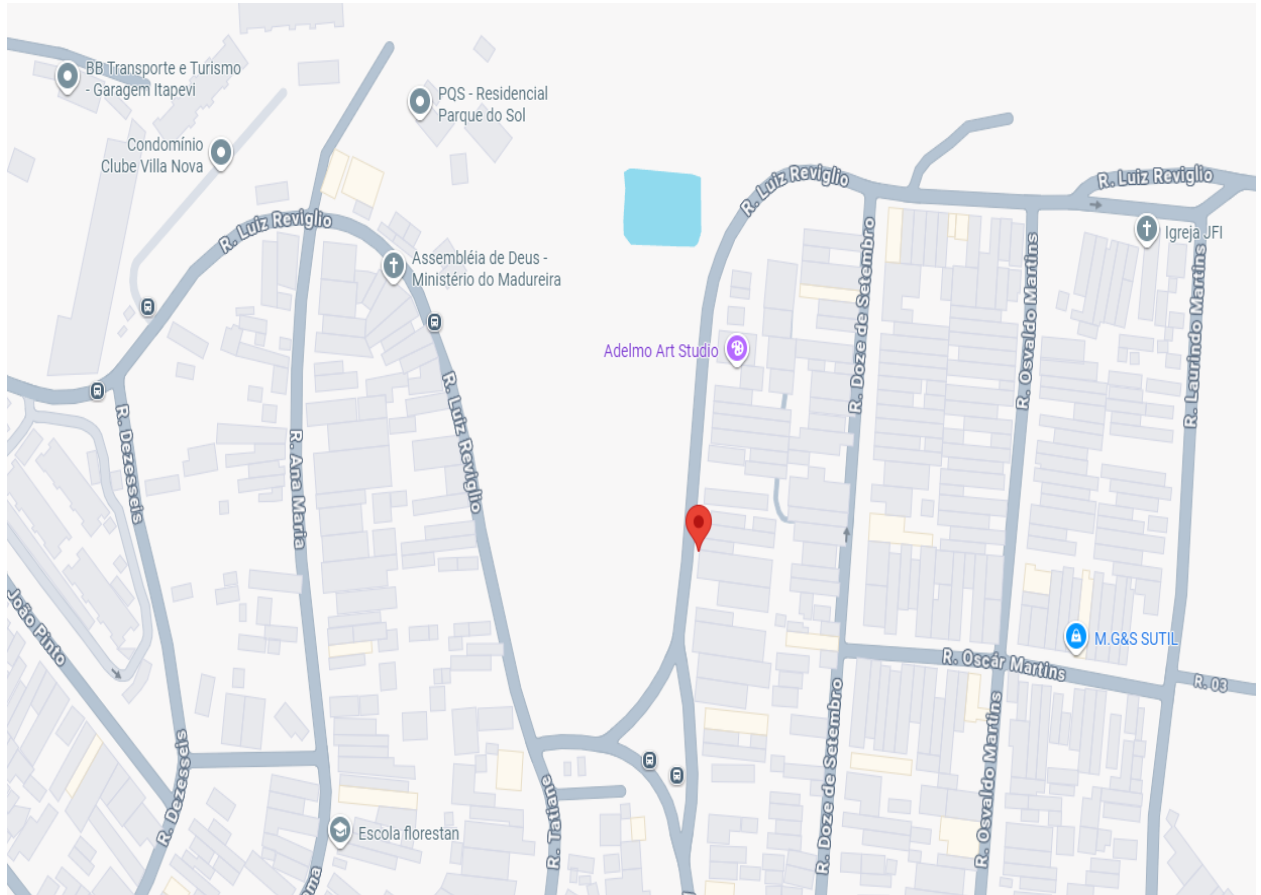 BB Transporte e Turismo
- Garagem Itapevi
PQS - Residencial
Parque do Sol
Condomínio
Clube Villa Nova
R. Luiz Reviglio
R. Luiz Reviglio
R. Luiz Reviglio
Igreja JFI
Assembléia de Deus -
Ministério do Madureira
Adelmo Art Studio
R. Doze de Setembro
R. Osvaldo Martins
R. Laurindo Martins
R. Luiz Reviglio
R. Dezesseis
R. Ana Maria
João Pinto
M.G&S SUTIL
R. Oscár Martins
R. 03
R. Dezesseis
R. Tatiane
R. Doze de Setembro
R. Osvaldo Martins
Escola florestan